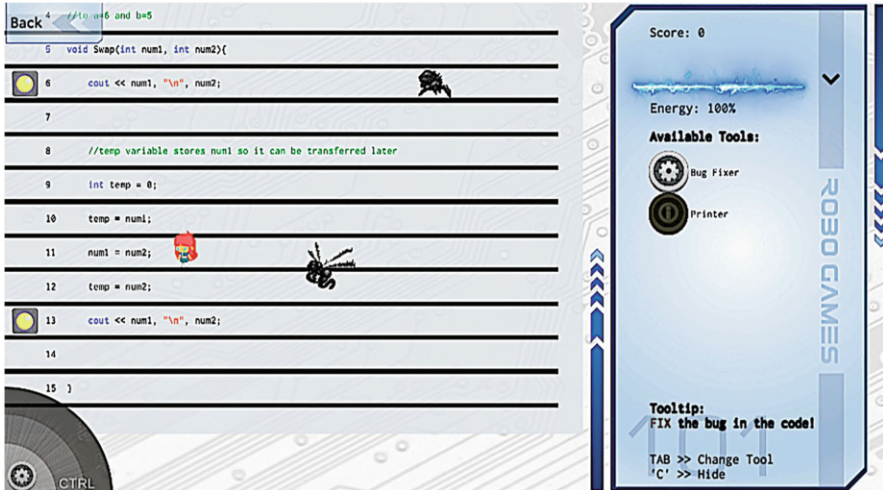 Back
4 //to a=6 and b=5
5 void Swap(int num1, int num2){
6 cout << num1, "\n", num2;
7
8 //temp variable stores num1 so it can be transferred later
9 int temp = 0;
10 temp = num1;
11 num1 = num2;
12 temp = num2;
13 cout << num1, "\n", num2;
14
15 }
CTRL
Score: 0
Energy: 100%
Available Tools:
Bug Fixer
Printer
ROBO GAMES
101
Tooltip:
FIX the bug in the code!
TAB >> Change Tool
'C' >> Hide